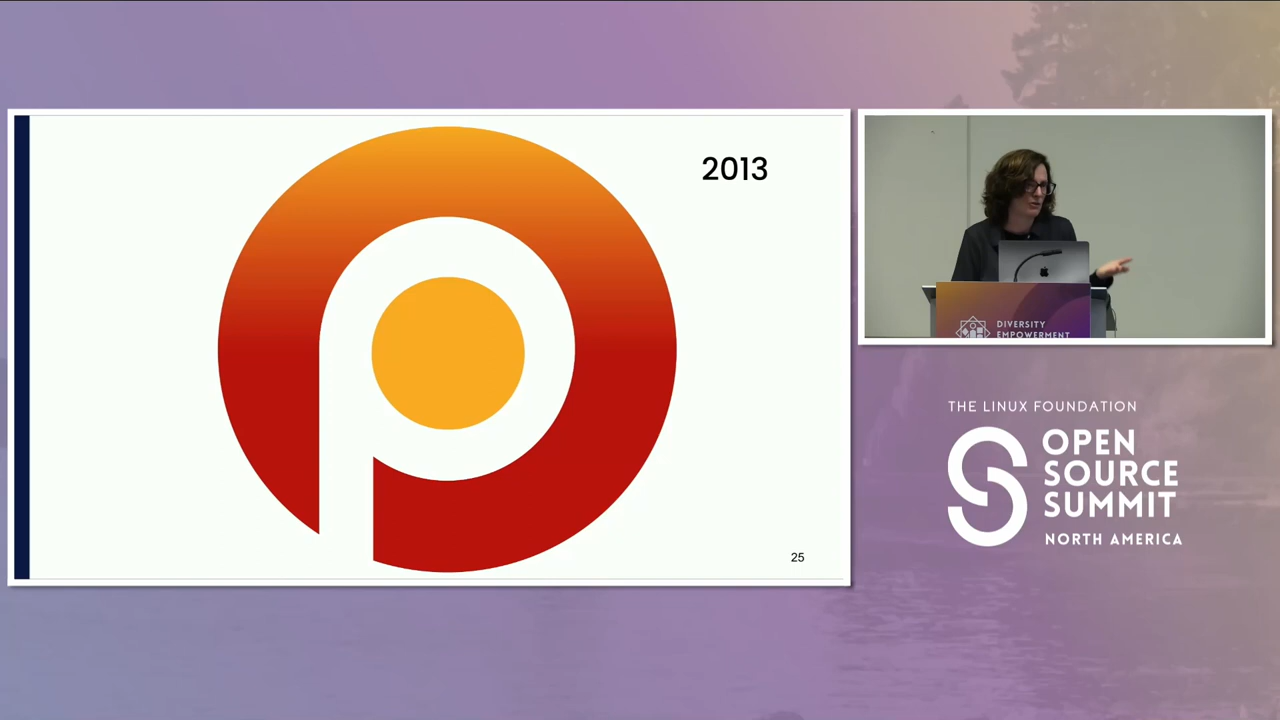 2013
25
DIVERSITY
EMPOWERMENT
THE LINUX FOUNDATION
OPEN
SOURCE
SUMMIT
NORTH AMERICA